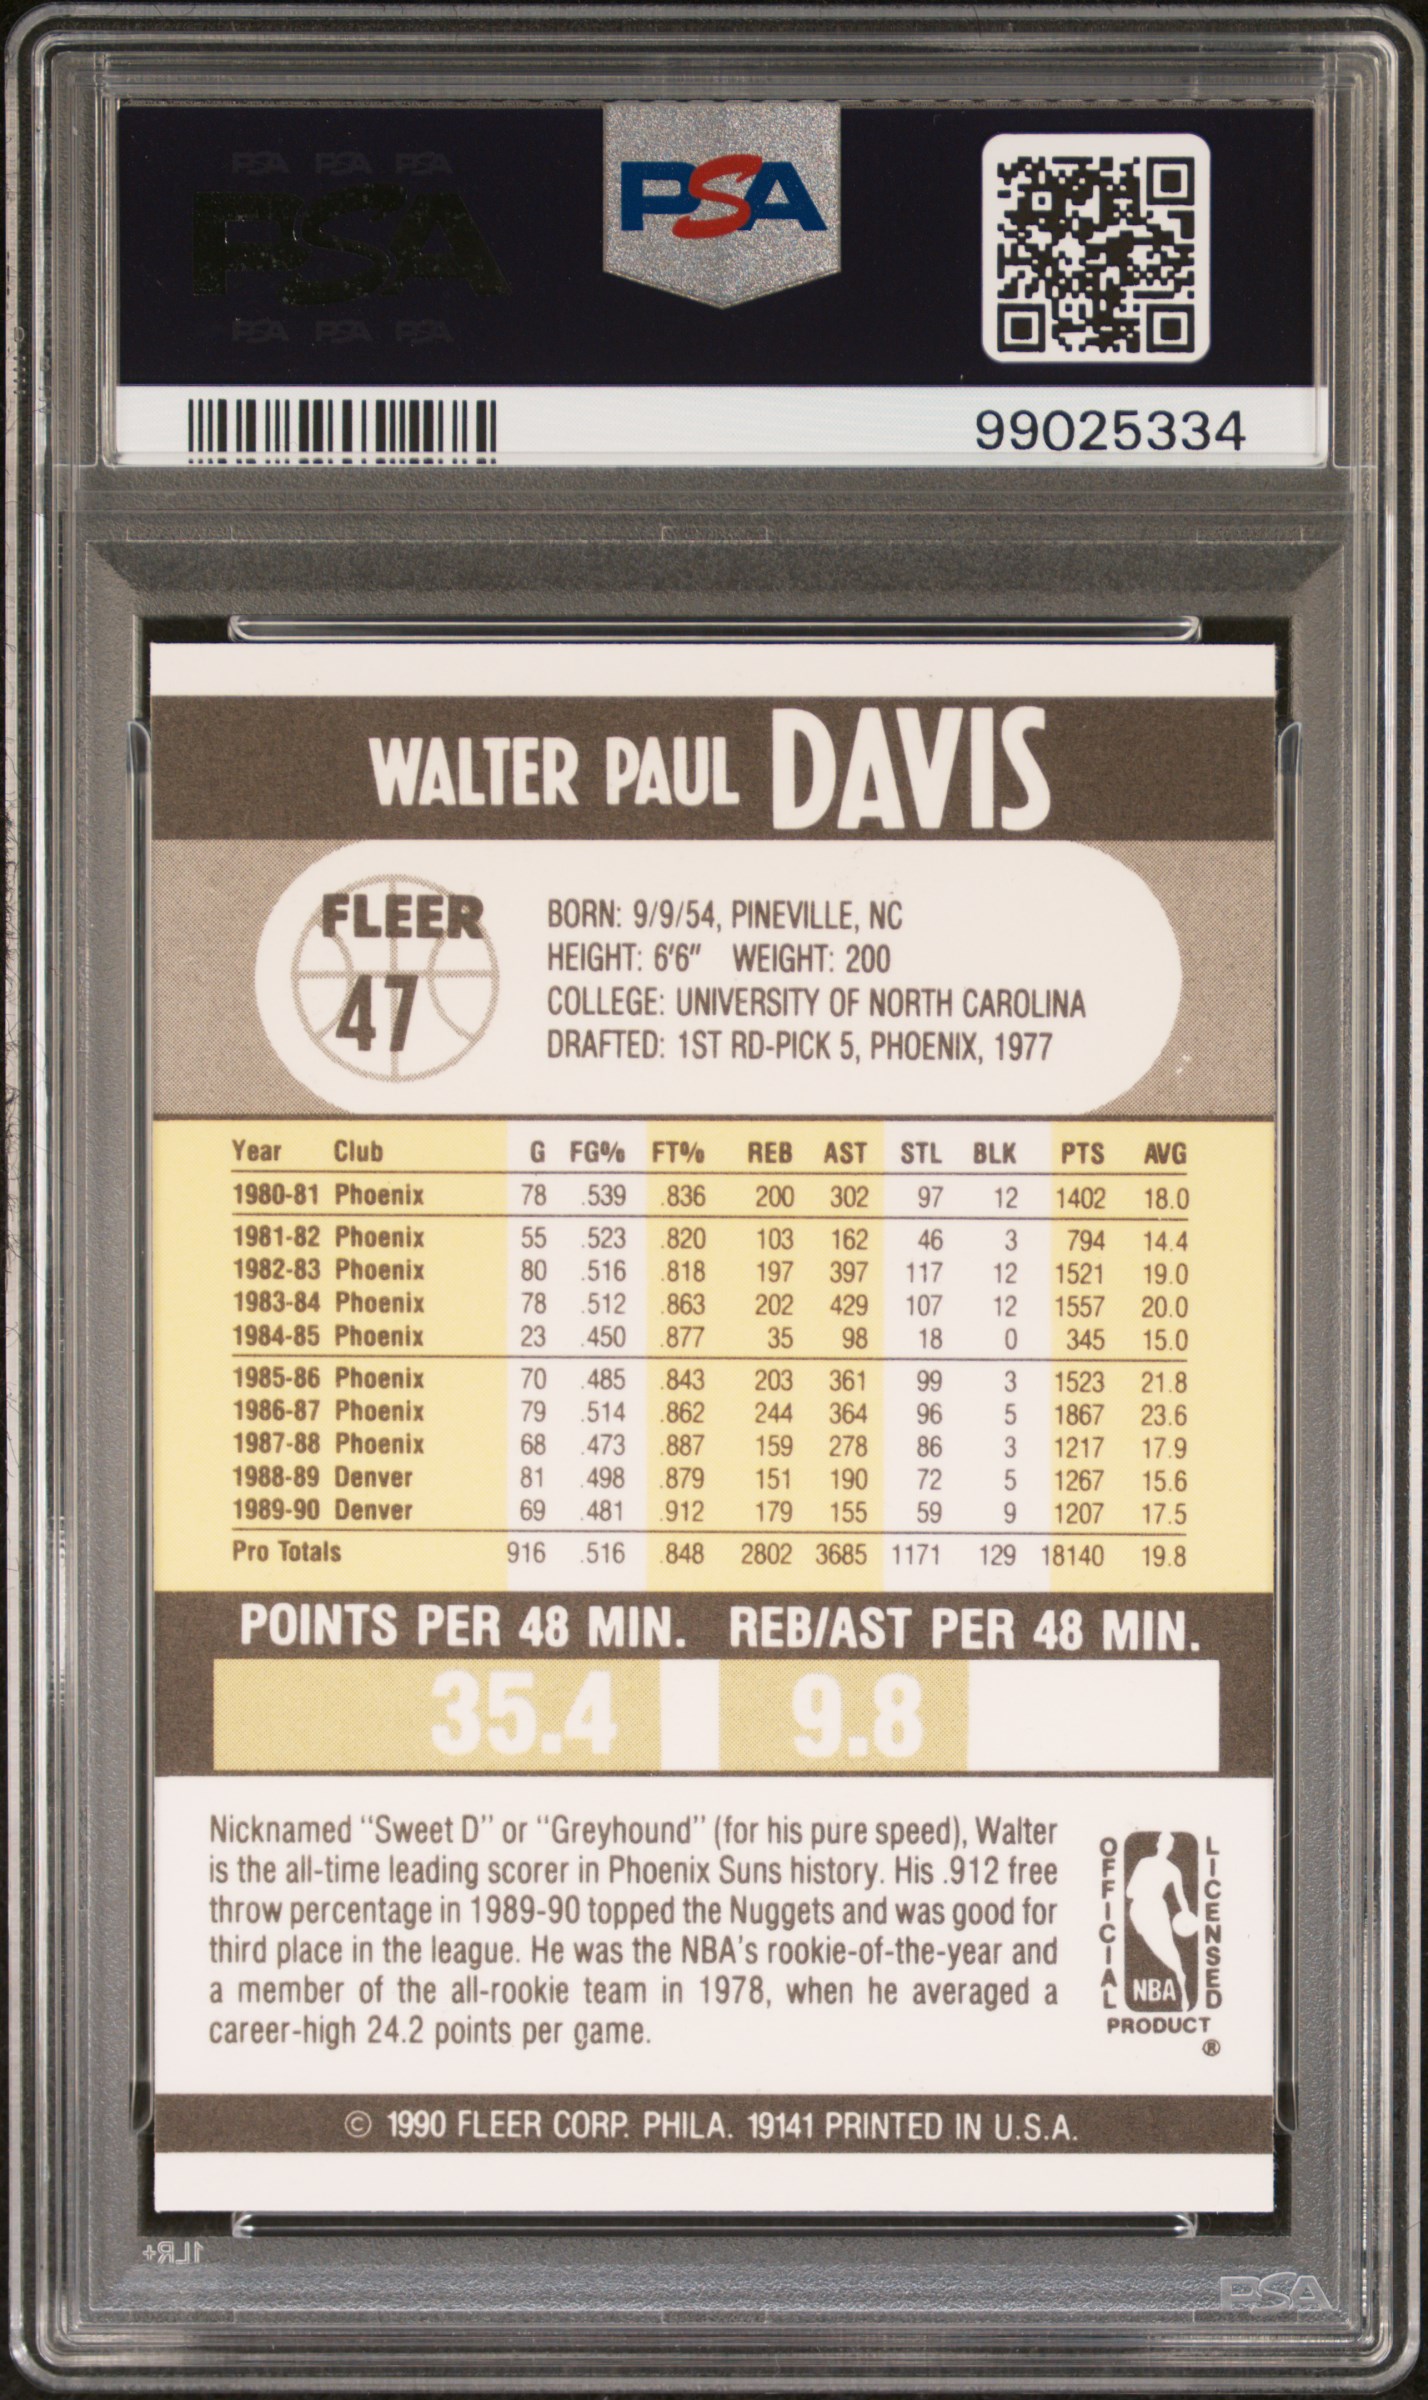 PSA PSA PSA
PSA
PSA PSA PSA
PSA
99025334
WALTER PAUL DAVIS
FLEER
47
BORN: 9/9/54, PINEVILLE, NC
HEIGHT: 6'6" WEIGHT: 200
COLLEGE: UNIVERSITY OF NORTH CAROLINA
DRAFTED: 1ST RD-PICK 5, PHOENIX, 1977
Year Club G FG% FT% REB AST STL BLK PTS AVG
1980-81 Phoenix 78 .539 .836 200 302 97 12 1402 18.0
1981-82 Phoenix 55 .523 .820 103 162 46 3 794 14.4
1982-83 Phoenix 80 .516 .818 197 397 117 12 1521 19.0
1983-84 Phoenix 78 .512 .863 202 429 107 12 1557 20.0
1984-85 Phoenix 23 .450 .877 35 98 18 0 345 15.0
1985-86 Phoenix 70 .485 .843 203 361 99 3 1523 21.8
1986-87 Phoenix 79 .514 .862 244 364 96 5 1867 23.6
1987-88 Phoenix 68 .473 .887 159 278 86 3 1217 17.9
1988-89 Denver 81 .498 .879 151 190 72 5 1267 15.6
1989-90 Denver 69 .481 .912 179 155 59 9 1207 17.5
Pro Totals 916 .516 .848 2802 3685 1171 129 18140 19.8
POINTS PER 48 MIN. REB/AST PER 48 MIN.
35.4 9.8
Nicknamed "Sweet D" or "Greyhound" (for his pure speed), Walter
is the all-time leading scorer in Phoenix Suns history. His .912 free
throw percentage in 1989-90 topped the Nuggets and was good for
third place in the league. He was the NBA's rookie-of-the-year and
a member of the all-rookie team in 1978, when he averaged a
career-high 24.2 points per game.
OFFICIAL
NBA
LICENSED
PRODUCT
®
© 1990 FLEER CORP. PHILA. 19141 PRINTED IN U.S.A.
1LR+
PSA